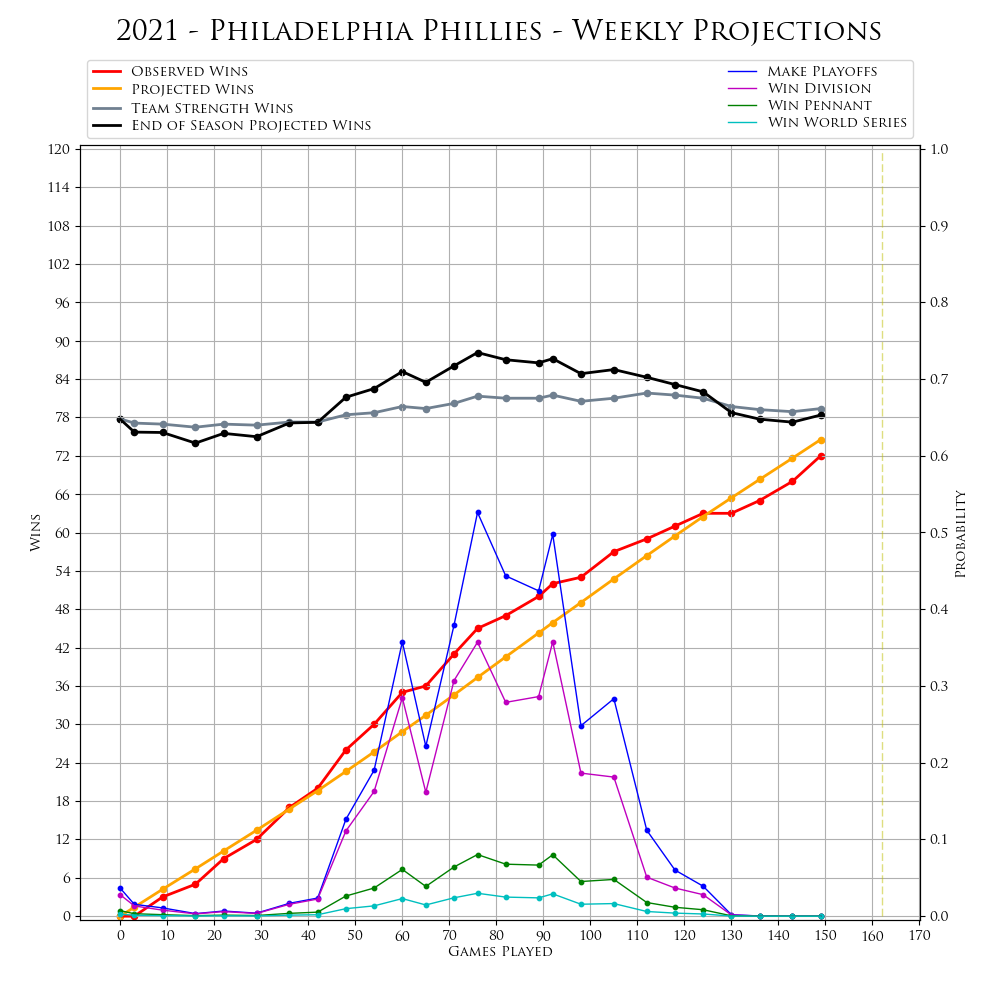 2021 - Philadelphia Phillies - Weekly Projections
Observed Wins
Projected Wins
Team Strength Wins
End of Season Projected Wins
Make Playoffs
Win Division
Win Pennant
Win World Series
120
114
108
102
96
90
84
78
72
66
60
54
48
42
36
30
24
18
12
6
0
Wins
1.0
0.9
0.8
0.7
0.6
0.5
0.4
0.3
0.2
0.1
0.0
Probability
0 10 20 30 40 50 60 70 80 90 100 110 120 130 140 150 160 170
Games Played